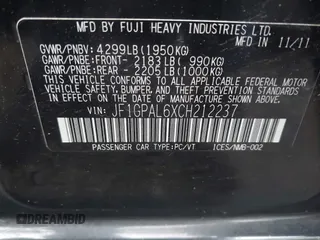 MFD BY FUJI HEAVY INDUSTRIES LTD. 11/11
GVWR/PNBV: 4299LB(1950KG)
GAWR/PNBE:FRONT- 2183LB( 990KG)
GAWR/PNBE:REAR - 2205LB(1000KG)
THIS VEHICLE CONFORMS TO ALL APPLICABLE
FEDERAL MOTOR VEHICLE SAFETY, BUMPER, AND
THEFT PREVENTION STANDARDS IN EFFECT ON THE
DATE OF MANUFACTURE SHOWN ABOVE.
VIN: JF1GPAL6XCH212237
PASSENGER CAR TYPE:PC/VT ICES/NMB-002
© DREAMBID